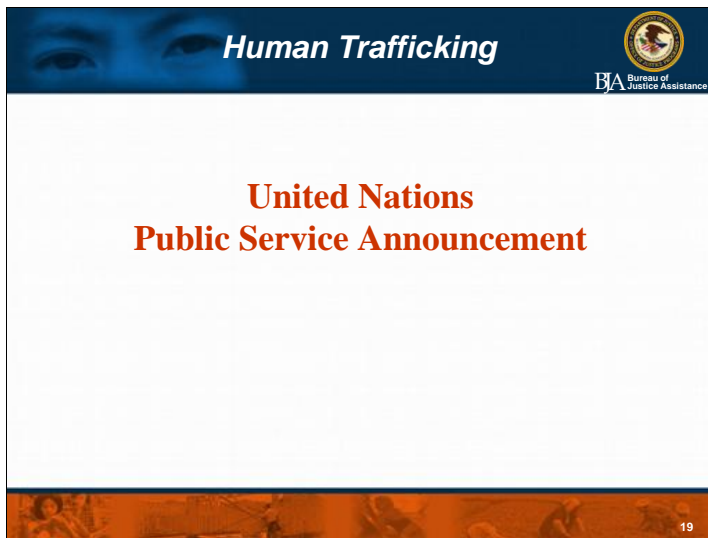 Human Trafficking
BJA Bureau of
Justice Assistance
United Nations
Public Service Announcement
19